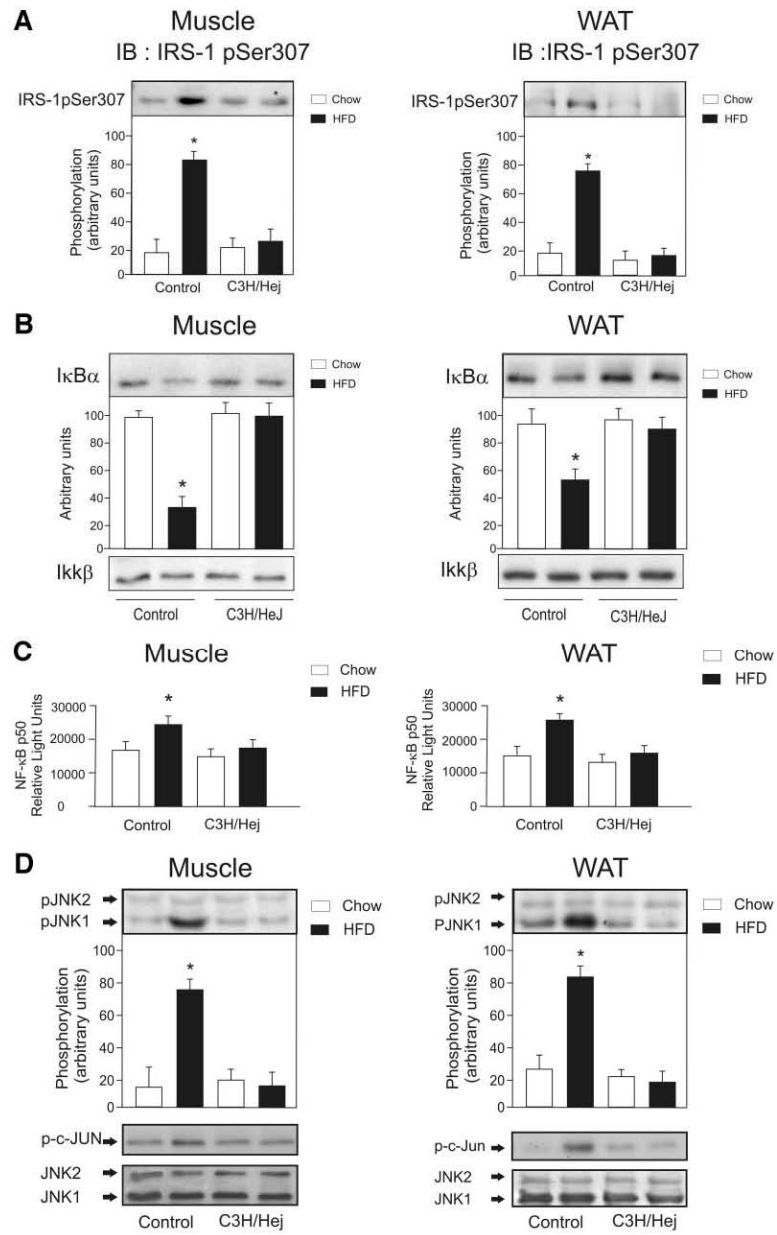 A
Muscle
IB : IRS-1 pSer307
IRS-1pSer307
Chow
HFD
Phosphorylation
(arbitrary units)
100
80
60
40
20
0
*
Control
C3H/Hej
WAT
IB :IRS-1 pSer307
IRS-1pSer307
Chow
HFD
Phosphorylation
(arbitrary units)
100
80
60
40
20
0
*
Control
C3H/Hej
B
Muscle
IκBα
Chow
HFD
Arbitrary units
100
80
60
40
20
0
*
Ikkβ
Control
C3H/HeJ
WAT
IκBα
Chow
HFD
Arbitrary units
100
80
60
40
20
0
*
Ikkβ
Control
C3H/HeJ
C
Muscle
Chow
HFD
NF-κB p50
Relative Light Units
30000
20000
10000
0
*
Control
C3H/Hej
WAT
Chow
HFD
NF-κB p50
Relative Light Units
30000
20000
10000
0
*
Control
C3H/Hej
D
Muscle
pJNK2
pJNK1
Chow
HFD
Phosphorylation
(arbitrary units)
100
80
60
40
20
0
*
p-c-JUN
JNK2
JNK1
Control
C3H/Hej
WAT
pJNK2
PJNK1
Chow
HFD
Phosphorylation
(arbitrary units)
100
80
60
40
20
0
*
p-c-Jun
JNK2
JNK1
Control
C3H/Hej